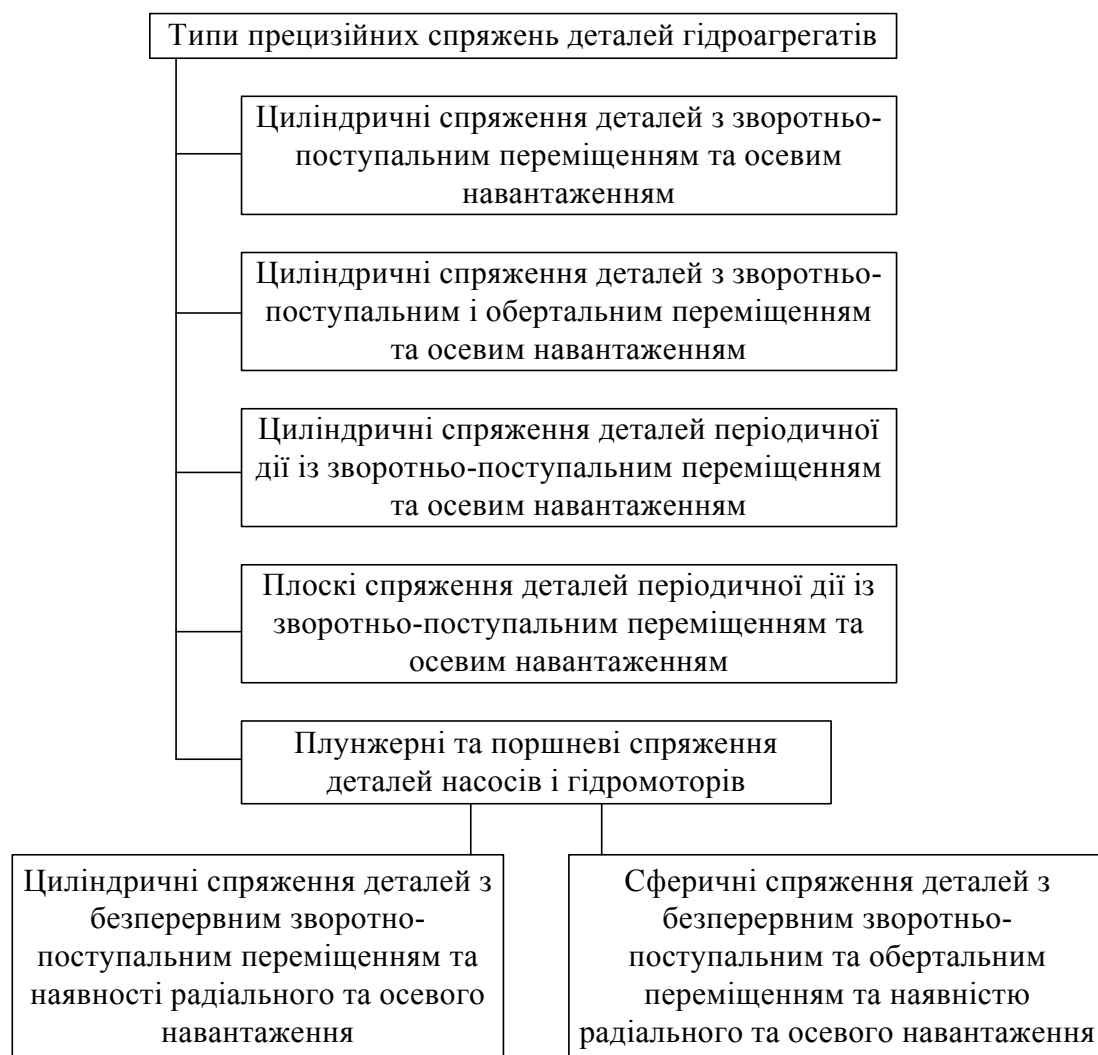 Типи прецизійних спряжень деталей гідроагрегатів
Циліндричні спряження деталей з зворотньо-
поступальним переміщенням та осевим
навантаженням
Циліндричні спряження деталей з зворотньо-
поступальним і обертальним переміщенням
та осевим навантаженням
Циліндричні спряження деталей періодичної
дії із зворотньо-поступальним переміщенням
та осевим навантаженням
Плоскі спряження деталей періодичної дії із
зворотньо-поступальним переміщенням та
осевим навантаженням
Плунжерні та поршневі спряження
деталей насосів і гідромоторів
Циліндричні спряження деталей з
безперервним зворотно-
поступальним переміщенням та
наявності радіального та осевого
навантаження
Сферичні спряження деталей з
безперервним зворотньо-
поступальним та обертальним
переміщенням та наявністю
радіального та осевого навантаження